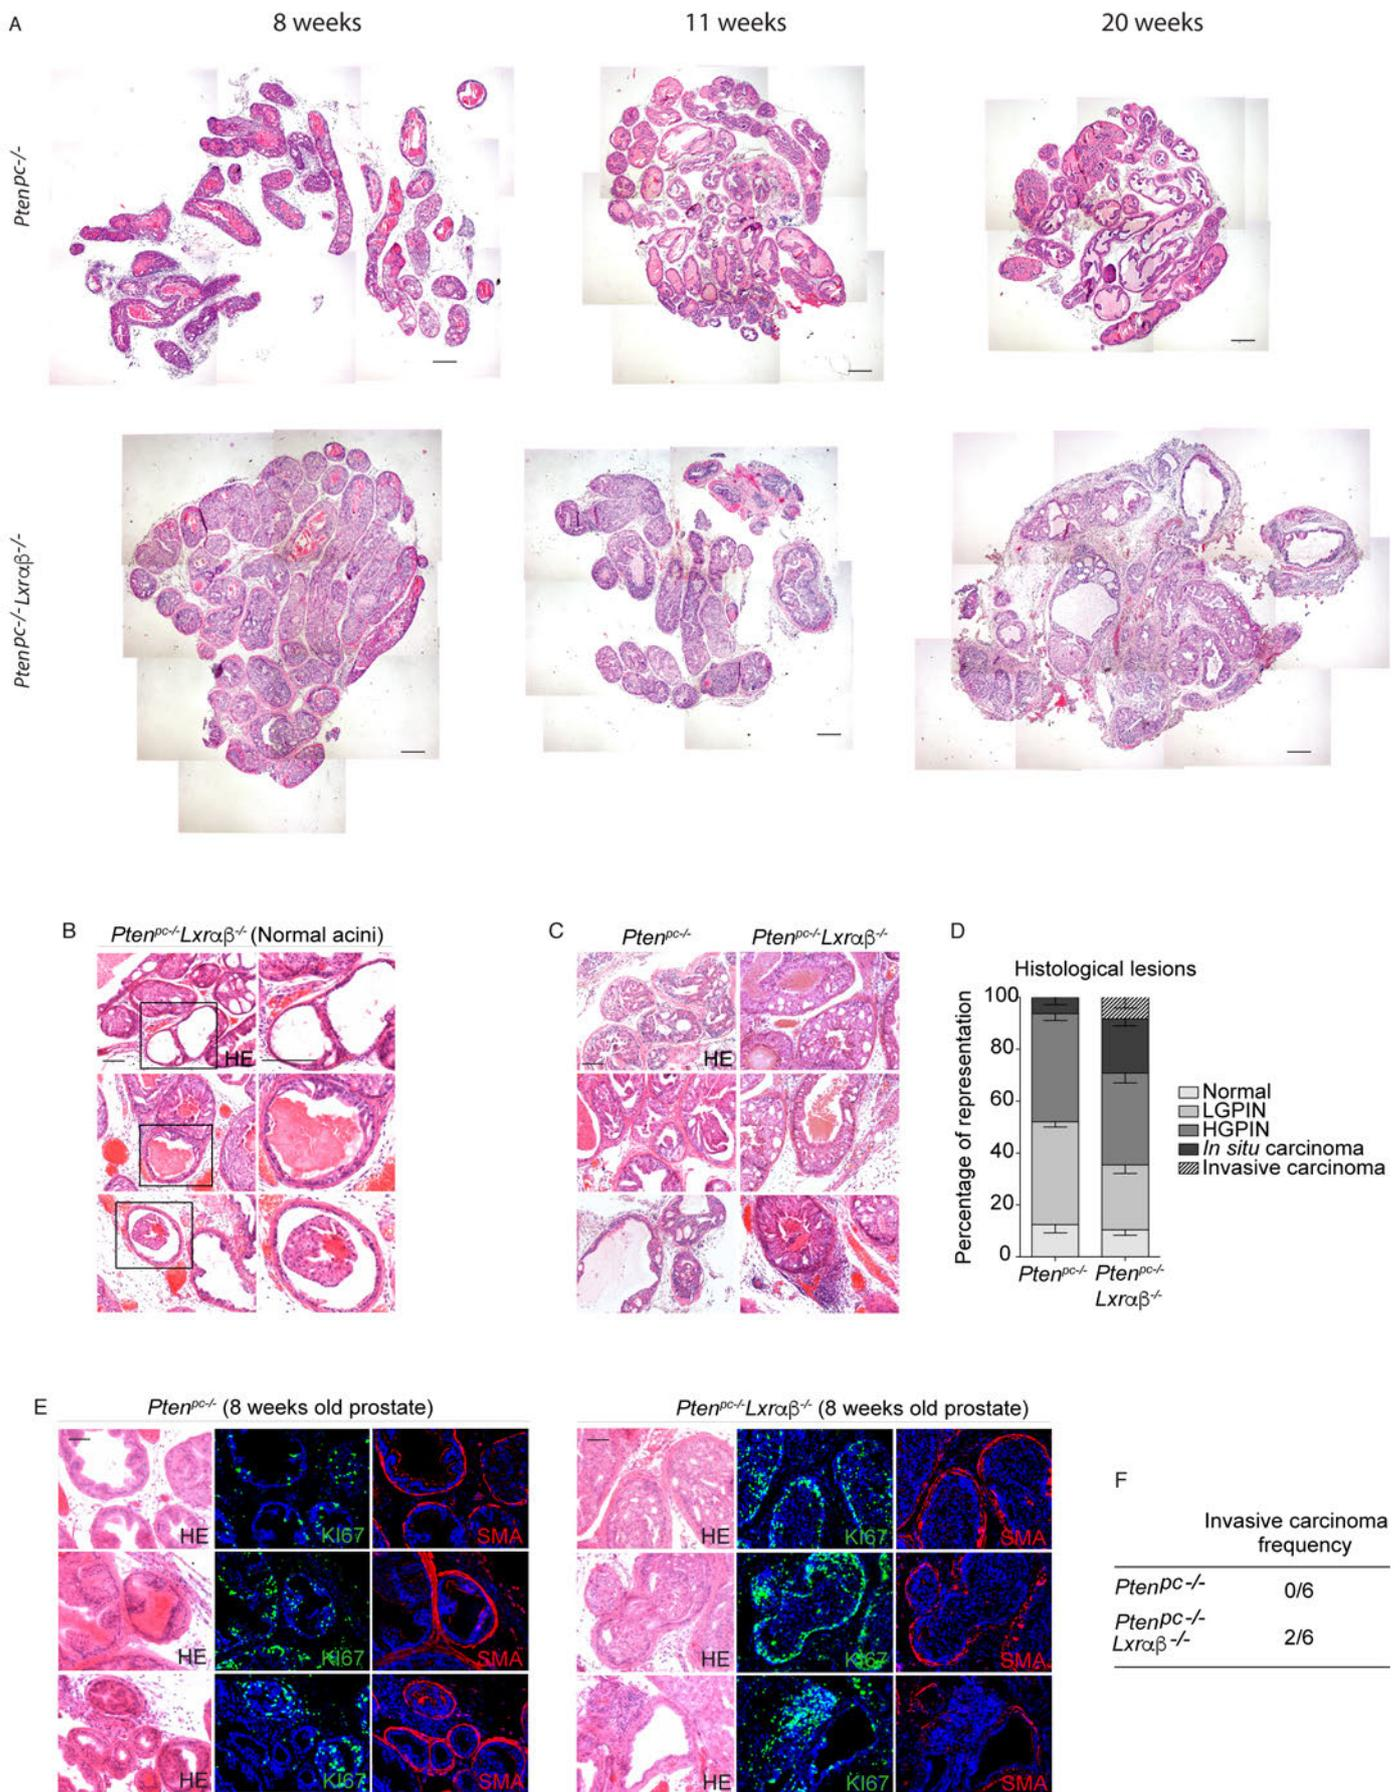 A
8 weeks
11 weeks
20 weeks
Ptenpc-/-
Ptenpc-/-Lxrαβ-/-
B
Ptenpc-/-Lxrαβ-/- (Normal acini)
HE
C
Ptenpc-/-
Ptenpc-/-Lxrαβ-/-
HE
D
Histological lesions
Percentage of representation
100
80
60
40
20
0
Ptenpc-/-
Ptenpc-/-
Lxrαβ-/-
Normal
LGPIN
HGPIN
In situ carcinoma
Invasive carcinoma
E
Ptenpc-/- (8 weeks old prostate)
HE
KI67
SMA
HE
KI67
SMA
HE
KI67
SMA
Ptenpc-/-Lxrαβ-/- (8 weeks old prostate)
HE
KI67
SMA
HE
KI67
SMA
HE
KI67
SMA
F
Invasive carcinoma
frequency
Ptenpc-/- 0/6
Ptenpc-/-
Lxrαβ-/- 2/6